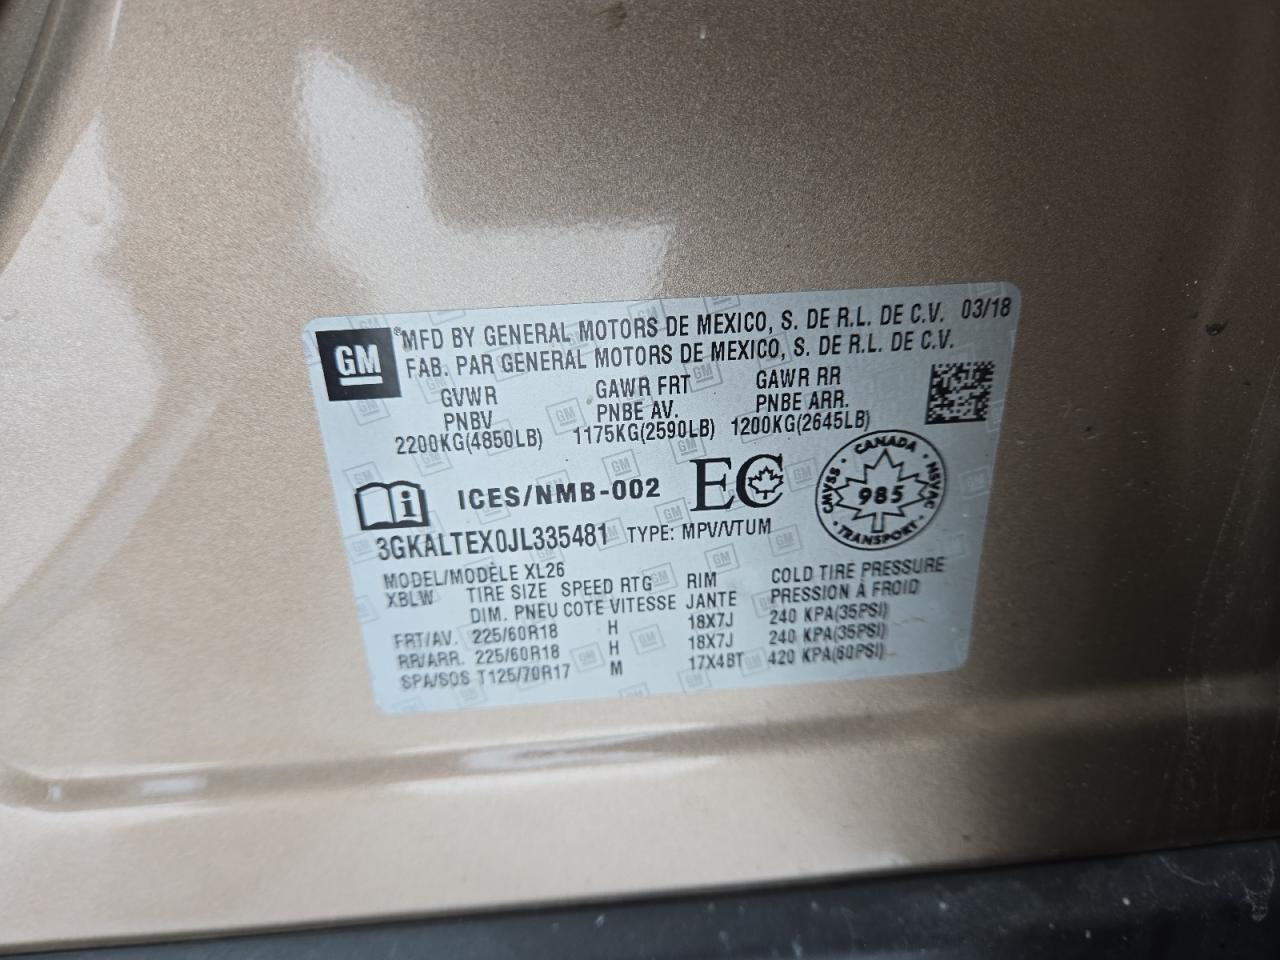 GM
®MFD BY GENERAL MOTORS DE MEXICO, S. DE R.L. DE C.V. 03/18
FAB. PAR GENERAL MOTORS DE MEXICO, S. DE R.L. DE C.V.
GVWR GAWR FRT GAWR RR
PNBV PNBE AV. PNBE ARR.
2200KG(4850LB) 1175KG(2590LB) 1200KG(2645LB)
i ICES/NMB-002 EC
CANADA
CMVSS 985 NSVAC
TRANSPORT
3GKALTEX0JL335481 TYPE: MPV/VTUM
MODEL/MODÈLE XL26
XBLW TIRE SIZE SPEED RTG RIM COLD TIRE PRESSURE
DIM. PNEU COTE VITESSE JANTE PRESSION À FROID
FRT/AV. 225/60R18 H 18X7J 240 KPA(35PSI)
RR/ARR. 225/60R18 H 18X7J 240 KPA(35PSI)
SPA/SOS T125/70R17 M 17X4BT 420 KPA(60PSI)